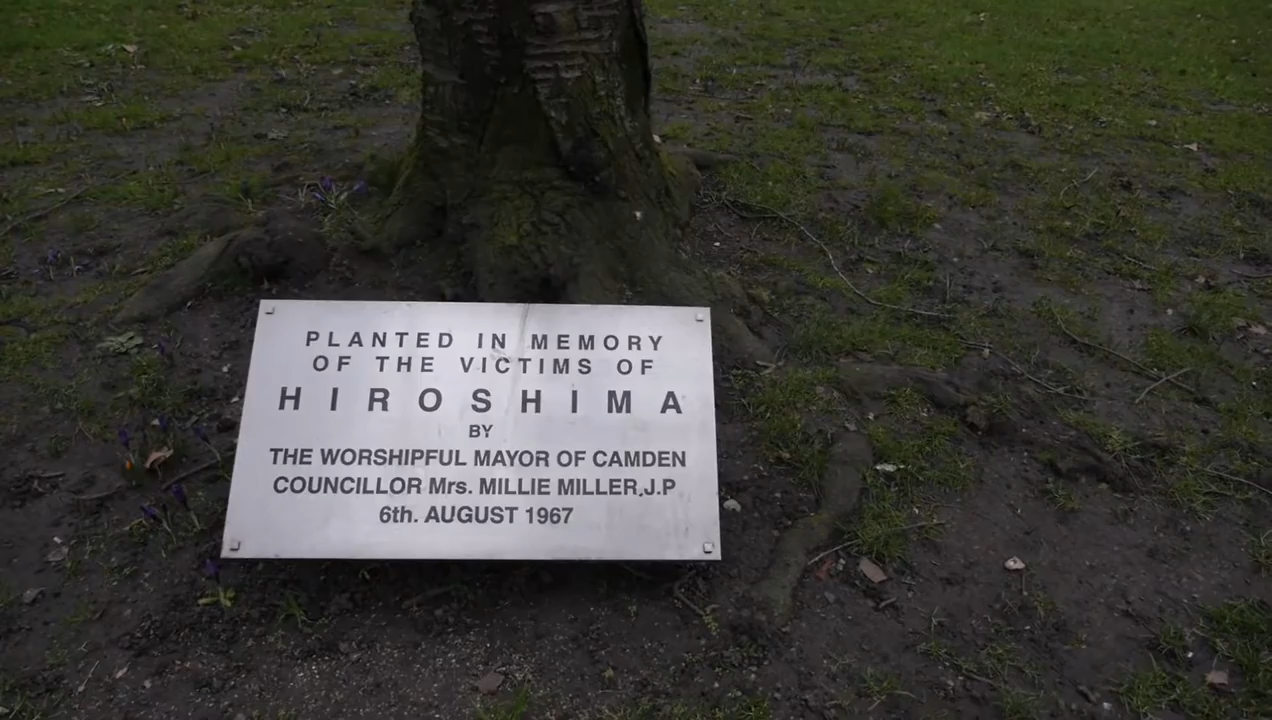 PLANTED IN MEMORY
OF THE VICTIMS OF
HIROSHIMA
BY
THE WORSHIPFUL MAYOR OF CAMDEN
COUNCILLOR Mrs. MILLIE MILLER,J.P
6th. AUGUST 1967